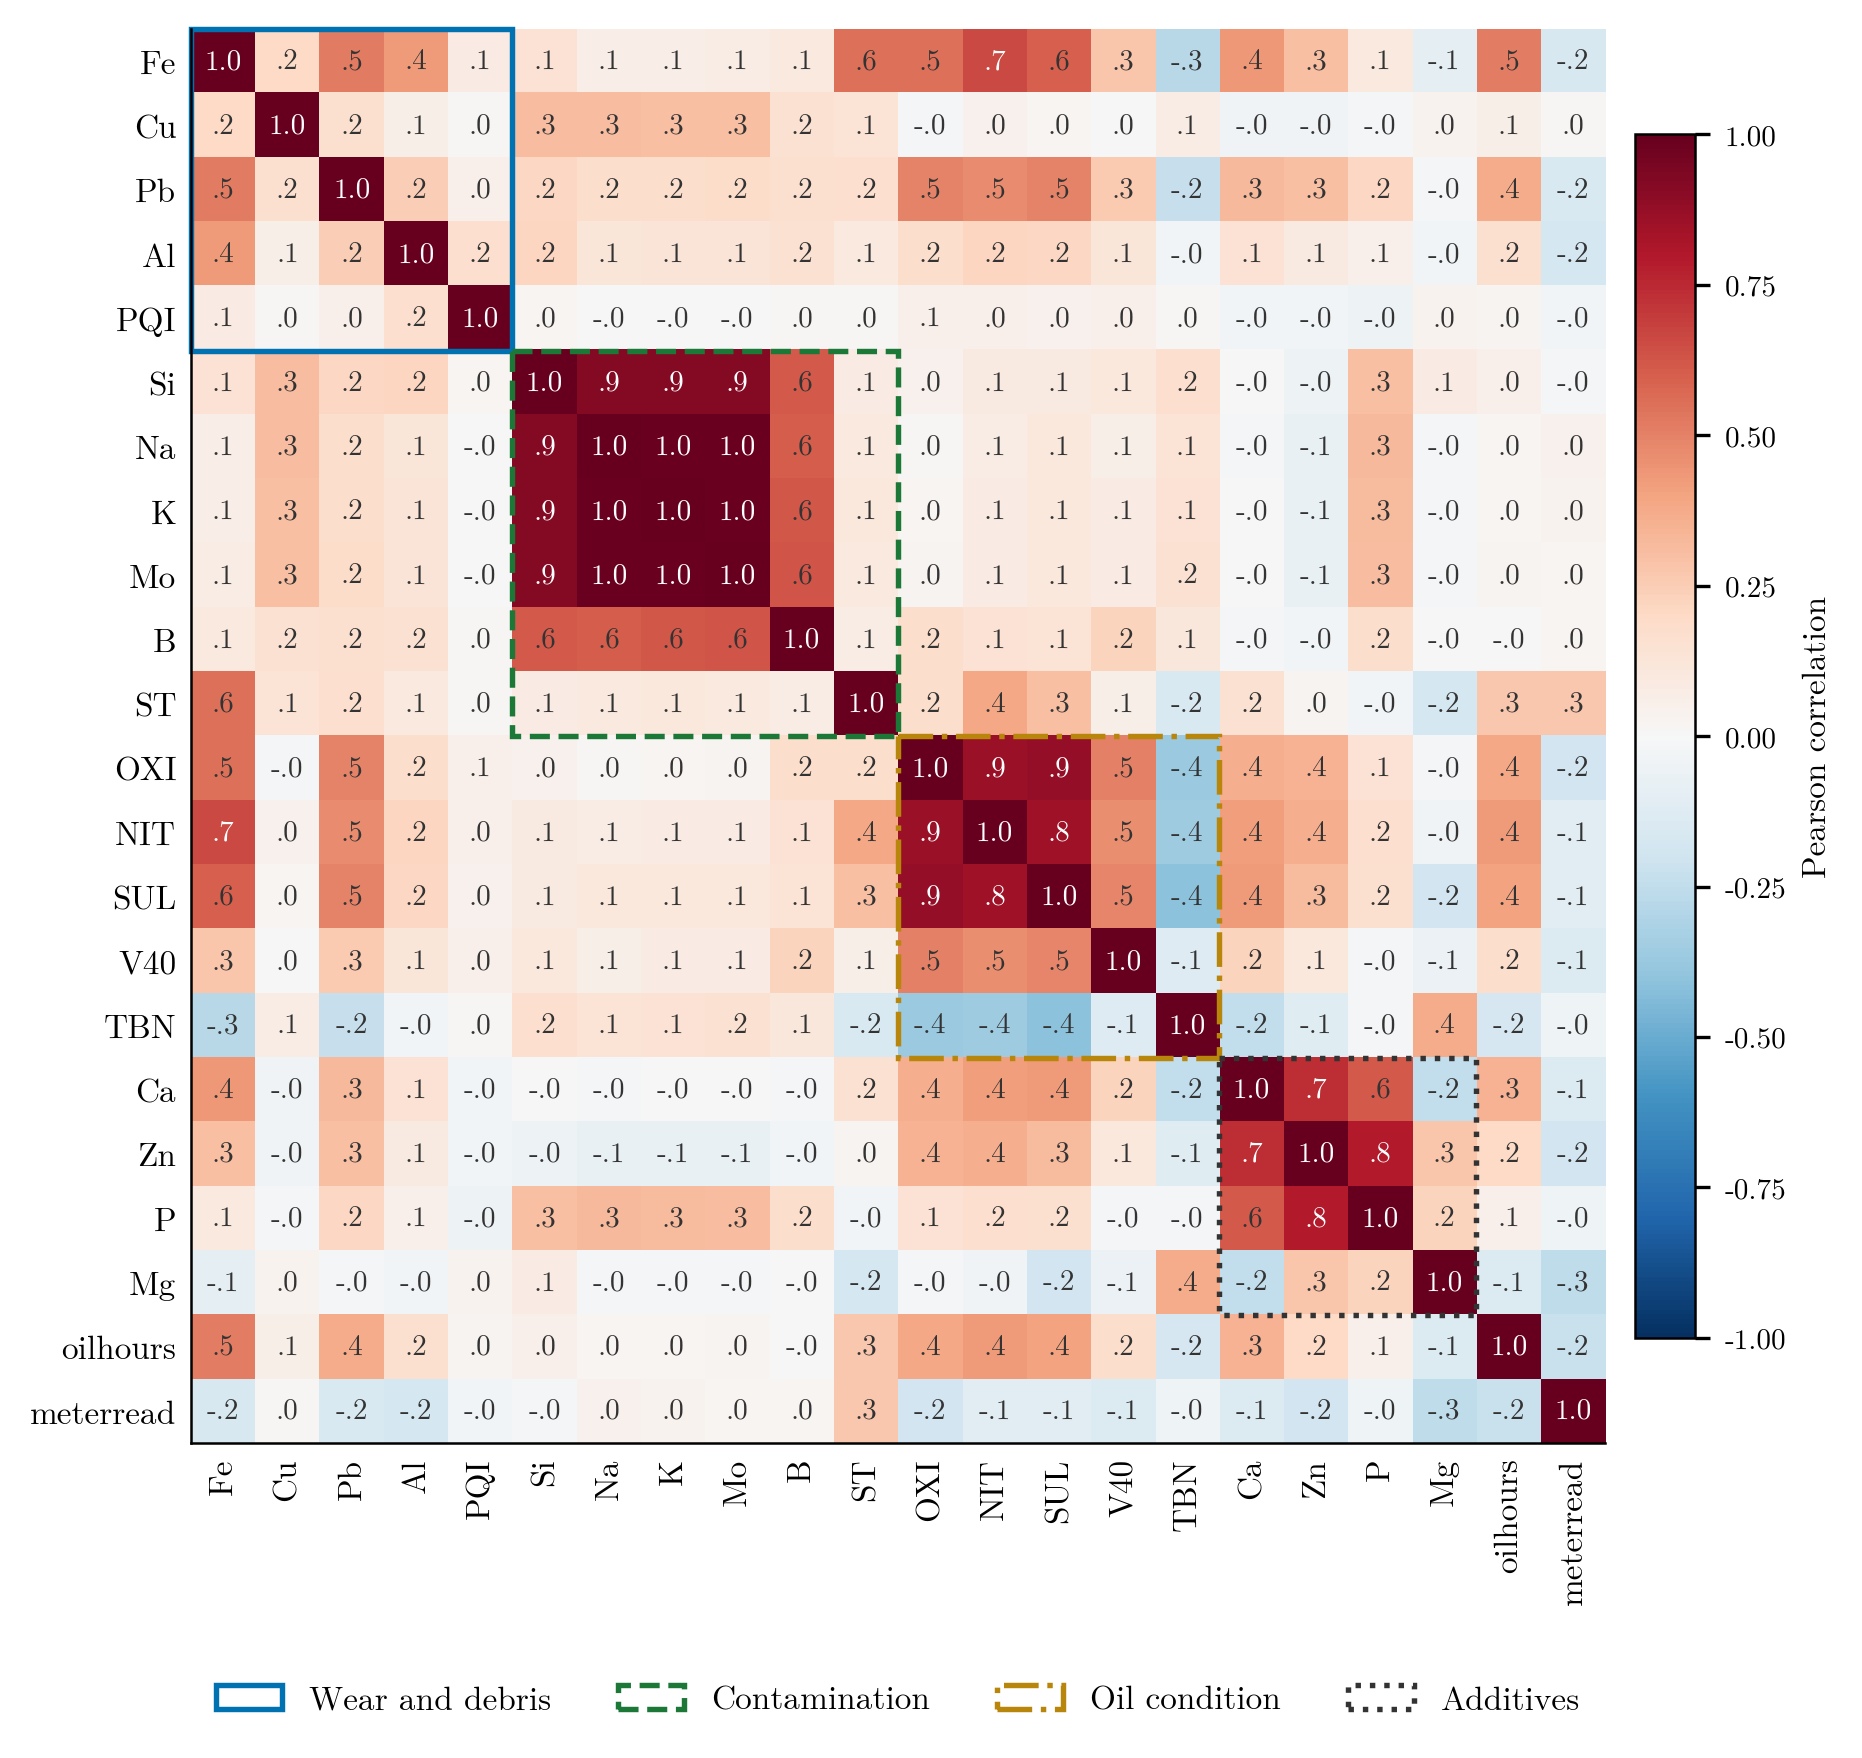 Fe 1.0 .2 .5 .4 .1 .1 .1 .1 .1 .1 .6 .5 .7 .6 .3 -.3 .4 .3 .1 -.1 .5 -.2
Cu .2 1.0 .2 .1 .0 .3 .3 .3 .3 .2 .1 -.0 .0 .0 .0 .1 -.0 -.0 -.0 .0 .1 .0
Pb .5 .2 1.0 .2 .0 .2 .2 .2 .2 .2 .2 .5 .5 .5 .3 -.2 .3 .3 .2 -.0 .4 -.2
Al .4 .1 .2 1.0 .2 .2 .1 .1 .1 .2 .1 .2 .2 .2 .1 -.0 .1 .1 .1 -.0 .2 -.2
PQI .1 .0 .0 .2 1.0 .0 -.0 -.0 -.0 .0 .0 .1 .0 .0 .0 .0 -.0 -.0 -.0 .0 .0 -.0
Si .1 .3 .2 .2 .0 1.0 .9 .9 .9 .6 .1 .0 .1 .1 .1 .2 -.0 -.0 .3 .1 .0 -.0
Na .1 .3 .2 .1 -.0 .9 1.0 1.0 1.0 .6 .1 .0 .1 .1 .1 .1 -.0 -.1 .3 -.0 .0 .0
K .1 .3 .2 .1 -.0 .9 1.0 1.0 1.0 .6 .1 .0 .1 .1 .1 .1 -.0 -.1 .3 -.0 .0 .0
Mo .1 .3 .2 .1 -.0 .9 1.0 1.0 1.0 .6 .1 .0 .1 .1 .1 .2 -.0 -.1 .3 -.0 .0 .0
B .1 .2 .2 .2 .0 .6 .6 .6 .6 1.0 .1 .2 .1 .1 .2 .1 -.0 -.0 .2 -.0 -.0 .0
ST .6 .1 .2 .1 .0 .1 .1 .1 .1 .1 1.0 .2 .4 .3 .1 -.2 .2 .0 -.0 -.2 .3 .3
OXI .5 -.0 .5 .2 .1 .0 .0 .0 .0 .2 .2 1.0 .9 .9 .5 -.4 .4 .4 .1 -.0 .4 -.2
NIT .7 .0 .5 .2 .0 .1 .1 .1 .1 .1 .4 .9 1.0 .8 .5 -.4 .4 .4 .2 -.0 .4 -.1
SUL .6 .0 .5 .2 .0 .1 .1 .1 .1 .1 .3 .9 .8 1.0 .5 -.4 .4 .3 .2 -.2 .4 -.1
V40 .3 .0 .3 .1 .0 .1 .1 .1 .1 .2 .1 .5 .5 .5 1.0 -.1 .2 .1 -.0 -.1 .2 -.1
TBN -.3 .1 -.2 -.0 .0 .2 .1 .1 .2 .1 -.2 -.4 -.4 -.4 -.1 1.0 -.2 -.1 -.0 .4 -.2 -.0
Ca .4 -.0 .3 .1 -.0 -.0 -.0 -.0 -.0 -.0 .2 .4 .4 .4 .2 -.2 1.0 .7 .6 -.2 .3 -.1
Zn .3 -.0 .3 .1 -.0 -.0 -.1 -.1 -.1 -.0 .0 .4 .4 .3 .1 -.1 .7 1.0 .8 .3 .2 -.2
P .1 -.0 .2 .1 -.0 .3 .3 .3 .3 .2 -.0 .1 .2 .2 -.0 -.0 .6 .8 1.0 .2 .1 -.0
Mg -.1 .0 -.0 -.0 .0 .1 -.0 -.0 -.0 -.0 -.2 -.0 -.0 -.2 -.1 .4 -.2 .3 .2 1.0 -.1 -.3
oilhours .5 .1 .4 .2 .0 .0 .0 .0 .0 -.0 .3 .4 .4 .4 .2 -.2 .3 .2 .1 -.1 1.0 -.2
meterread -.2 .0 -.2 -.2 -.0 -.0 .0 .0 .0 .0 .3 -.2 -.1 -.1 -.1 -.0 -.1 -.2 -.0 -.3 -.2 1.0
Fe Cu Pb Al PQI Si Na K Mo B ST OXI NIT SUL V40 TBN Ca Zn P Mg oilhours meterread
1.00
0.75
0.50
0.25
0.00
-0.25
-0.50
-0.75
-1.00
Pearson correlation
Wear and debris Contamination Oil condition Additives